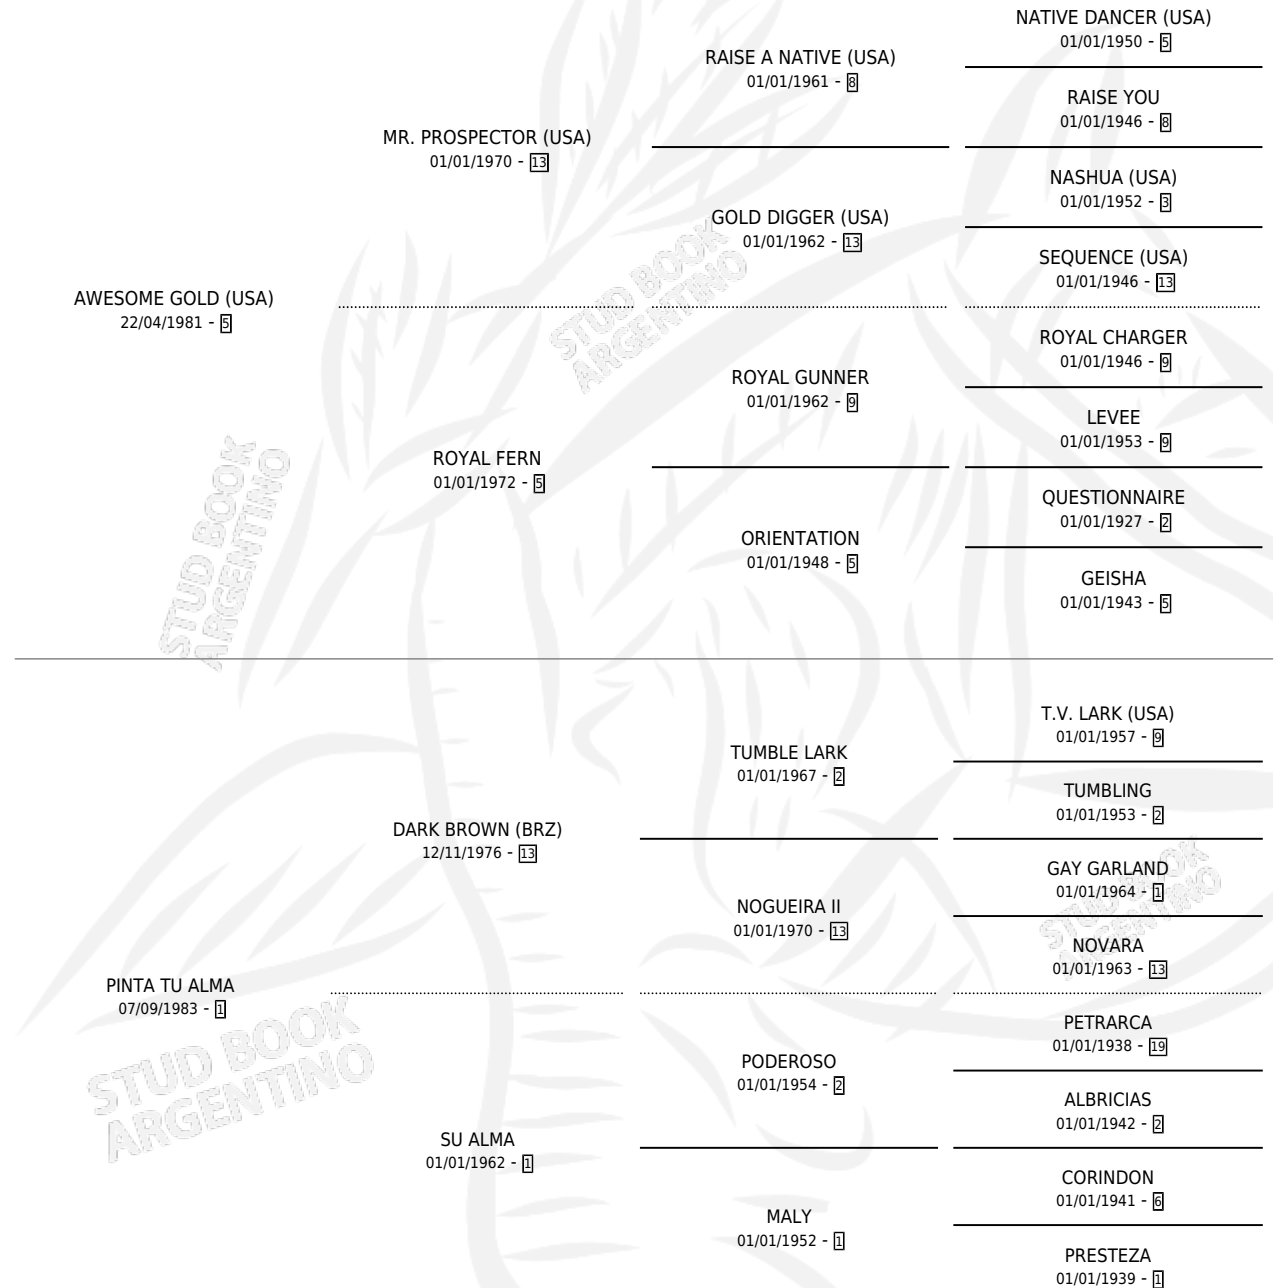 NATIVE DANCER (USA)
01/01/1950 - 5
RAISE A NATIVE (USA)
01/01/1961 - 8
RAISE YOU
01/01/1946 - 8
MR. PROSPECTOR (USA)
01/01/1970 - 13
NASHUA (USA)
01/01/1952 - 3
GOLD DIGGER (USA)
01/01/1962 - 13
SEQUENCE (USA)
01/01/1946 - 13
AWESOME GOLD (USA)
22/04/1981 - 5
ROYAL CHARGER
01/01/1946 - 9
ROYAL GUNNER
01/01/1962 - 9
LEVEE
01/01/1953 - 9
ROYAL FERN
01/01/1972 - 5
QUESTIONNAIRE
01/01/1927 - 2
ORIENTATION
01/01/1948 - 5
GEISHA
01/01/1943 - 5
STUD BOOK
ARGENTINO
STUD BOOK
ARGENTINO
T.V. LARK (USA)
01/01/1957 - 9
TUMBLE LARK
01/01/1967 - 2
TUMBLING
01/01/1953 - 2
DARK BROWN (BRZ)
12/11/1976 - 13
GAY GARLAND
01/01/1964 - 1
NOGUEIRA II
01/01/1970 - 13
NOVARA
01/01/1963 - 13
PINTA TU ALMA
07/09/1983 - 1
PETRARCA
01/01/1938 - 19
PODEROSO
01/01/1954 - 2
ALBRICIAS
01/01/1942 - 2
SU ALMA
01/01/1962 - 1
CORINDON
01/01/1941 - 6
MALY
01/01/1952 - 1
PRESTEZA
01/01/1939 - 1
STUD BOOK
ARGENTINO
STUD BOOK
ARGENTINO